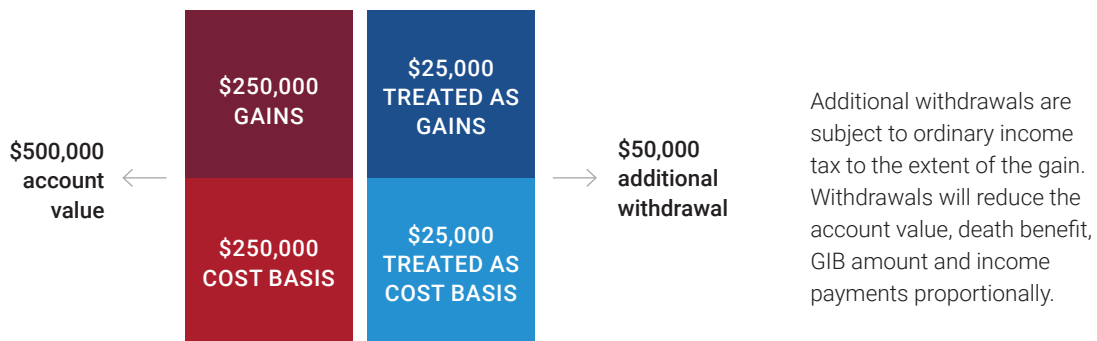 $500,000
account
value
$250,000
GAINS
$250,000
COST BASIS
$25,000
TREATED AS
GAINS
$25,000
TREATED AS
COST BASIS
$50,000
additional
withdrawal
Additional withdrawals are
subject to ordinary income
tax to the extent of the gain.
Withdrawals will reduce the
account value, death benefit,
GIB amount and income
payments proportionally.